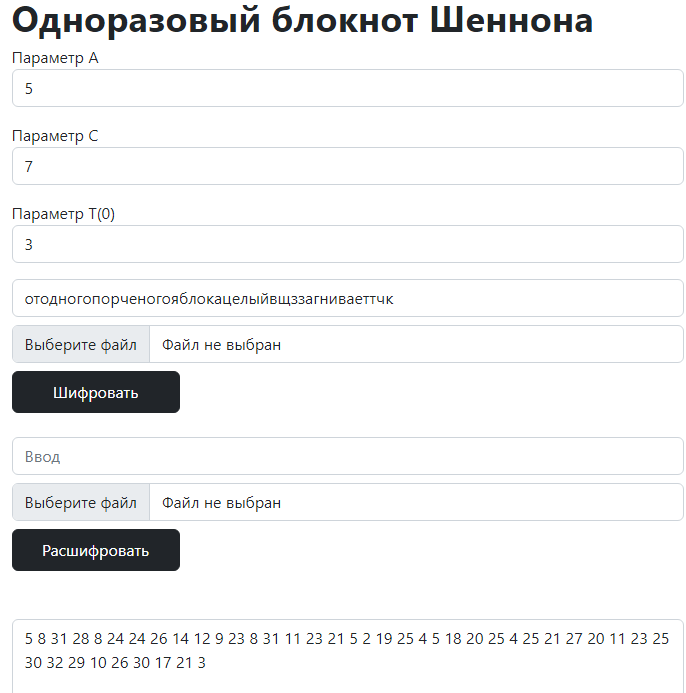 Одноразовый блокнот Шеннона
Параметр А
5
Параметр С
7
Параметр Т(0)
3
отодногопорченогояблокацелыйвщззагниваеттчк
Выберите файл Файл не выбран
Шифровать
Ввод
Выберите файл Файл не выбран
Расшифровать
5 8 31 28 8 24 24 26 14 12 9 23 8 31 11 23 21 5 2 19 25 4 5 18 20 25 4 25 21 27 20 11 23 25
30 32 29 10 26 30 17 21 3